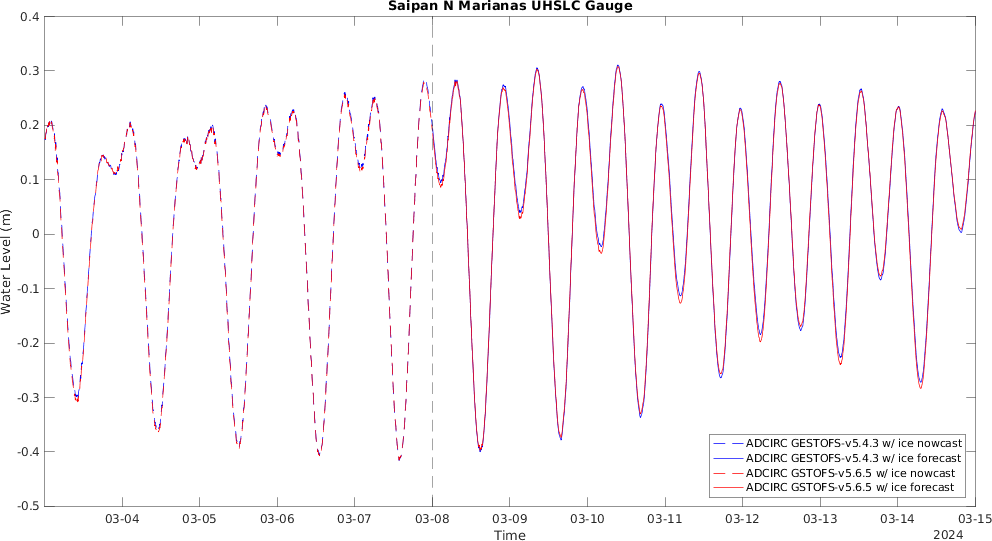 Saipan N Marianas UHSLC Gauge
0.4
0.3
0.2
0.1
0
-0.1
-0.2
-0.3
-0.4
-0.5
Water Level (m)
ADCIRC GESTOFS-v5.4.3 w/ ice nowcast
ADCIRC GESTOFS-v5.4.3 w/ ice forecast
ADCIRC GSTOFS-v5.6.5 w/ ice nowcast
ADCIRC GSTOFS-v5.6.5 w/ ice forecast
03-04 03-05 03-06 03-07 03-08 03-09 03-10 03-11 03-12 03-13 03-14 03-15
Time
2024